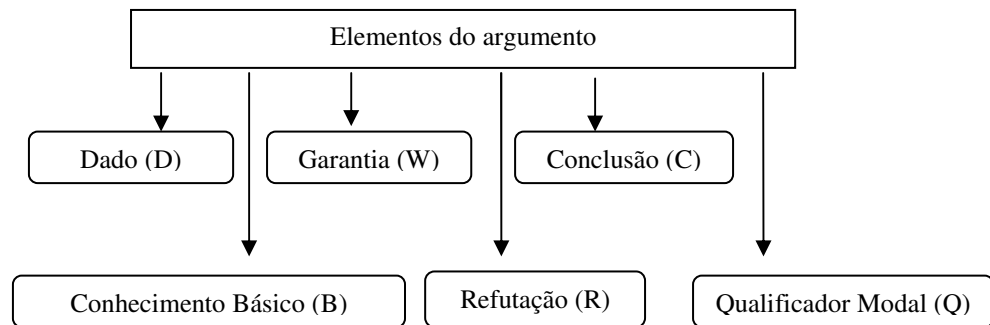 Elementos do argumento
Dado (D)
Garantia (W)
Conclusão (C)
Conhecimento Básico (B)
Refutação (R)
Qualificador Modal (Q)